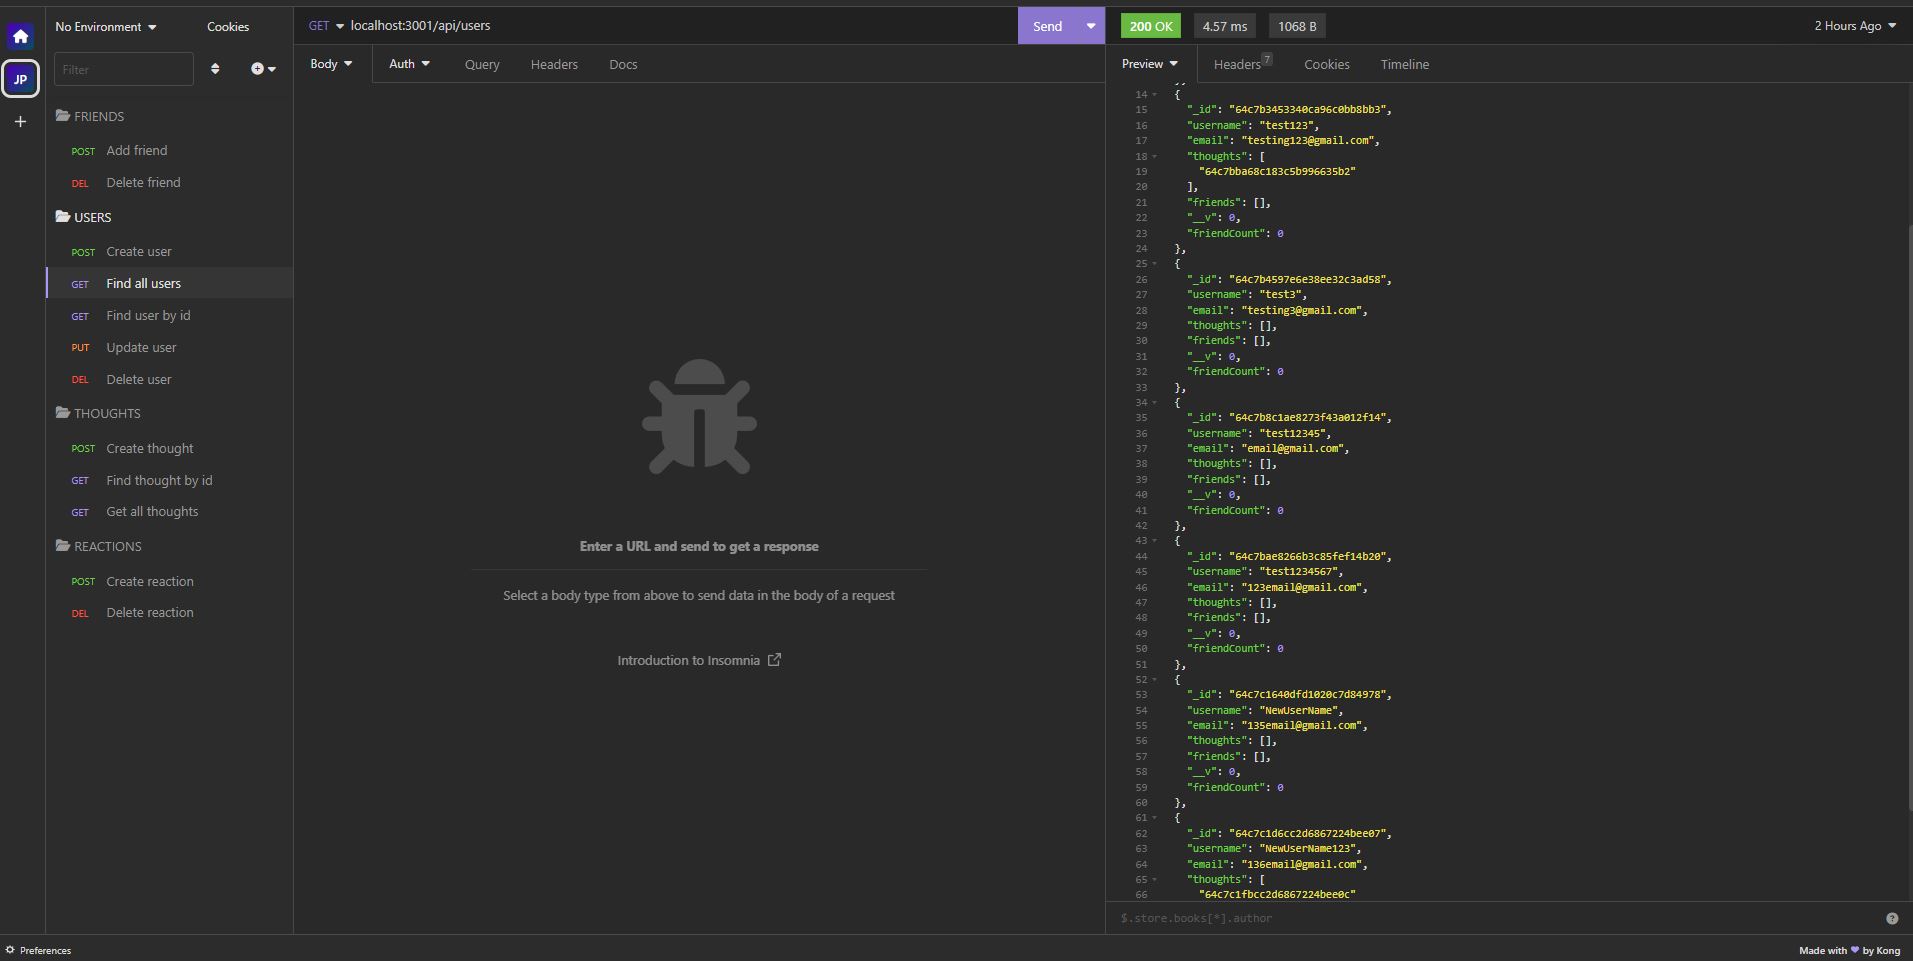 No Environment
Cookies
JP
Filter
FRIENDS
POST Add friend
DEL Delete friend
USERS
POST Create user
GET Find all users
GET Find user by id
PUT Update user
DEL Delete user
THOUGHTS
POST Create thought
GET Find thought by id
GET Get all thoughts
REACTIONS
POST Create reaction
DEL Delete reaction
GET localhost:3001/api/users
Send
Body Auth Query Headers Docs
Enter a URL and send to get a response
Select a body type from above to send data in the body of a request
Introduction to Insomnia
200 OK 4.57 ms 1068 B 2 Hours Ago
Preview Headers 7 Cookies Timeline
14 {
15 "_id": "64c7b3453340ca96c0bb8bb3",
16 "username": "test123",
17 "email": "testing123@gmail.com",
18 "thoughts": [
19 "64c7bba68c183c5b996635b2"
20 ],
21 "friends": [],
22 "__v": 0,
23 "friendCount": 0
24 },
25 {
26 "_id": "64c7b4597e6e38ee32c3ad58",
27 "username": "test3",
28 "email": "testing3@gmail.com",
29 "thoughts": [],
30 "friends": [],
31 "__v": 0,
32 "friendCount": 0
33 },
34 {
35 "_id": "64c7b8c1ae8273f43a012f14",
36 "username": "test12345",
37 "email": "email@gmail.com",
38 "thoughts": [],
39 "friends": [],
40 "__v": 0,
41 "friendCount": 0
42 },
43 {
44 "_id": "64c7bae8266b3c85fef14b20",
45 "username": "test1234567",
46 "email": "123email@gmail.com",
47 "thoughts": [],
48 "friends": [],
49 "__v": 0,
50 "friendCount": 0
51 },
52 {
53 "_id": "64c7c1640dfd1020c7d84978",
54 "username": "NewUserName",
55 "email": "135email@gmail.com",
56 "thoughts": [],
57 "friends": [],
58 "__v": 0,
59 "friendCount": 0
60 },
61 {
62 "_id": "64c7c1d6cc2d6867224bee07",
63 "username": "NewUserName123",
64 "email": "136email@gmail.com",
65 "thoughts": [
66 "64c7c1fbcc2d6867224bee0c"
$.store.books[*].author
Preferences
Made with ❤ by Kong